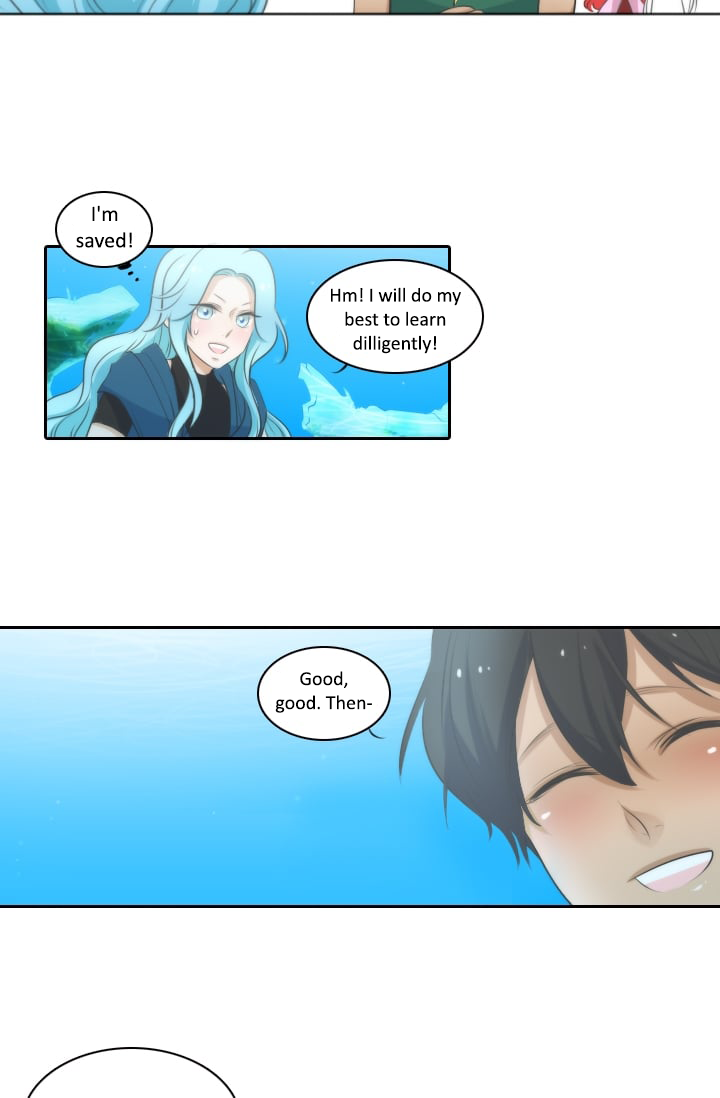 I'm
saved!
Hm! I will do my
best to learn
dilligently!
Good,
good. Then-